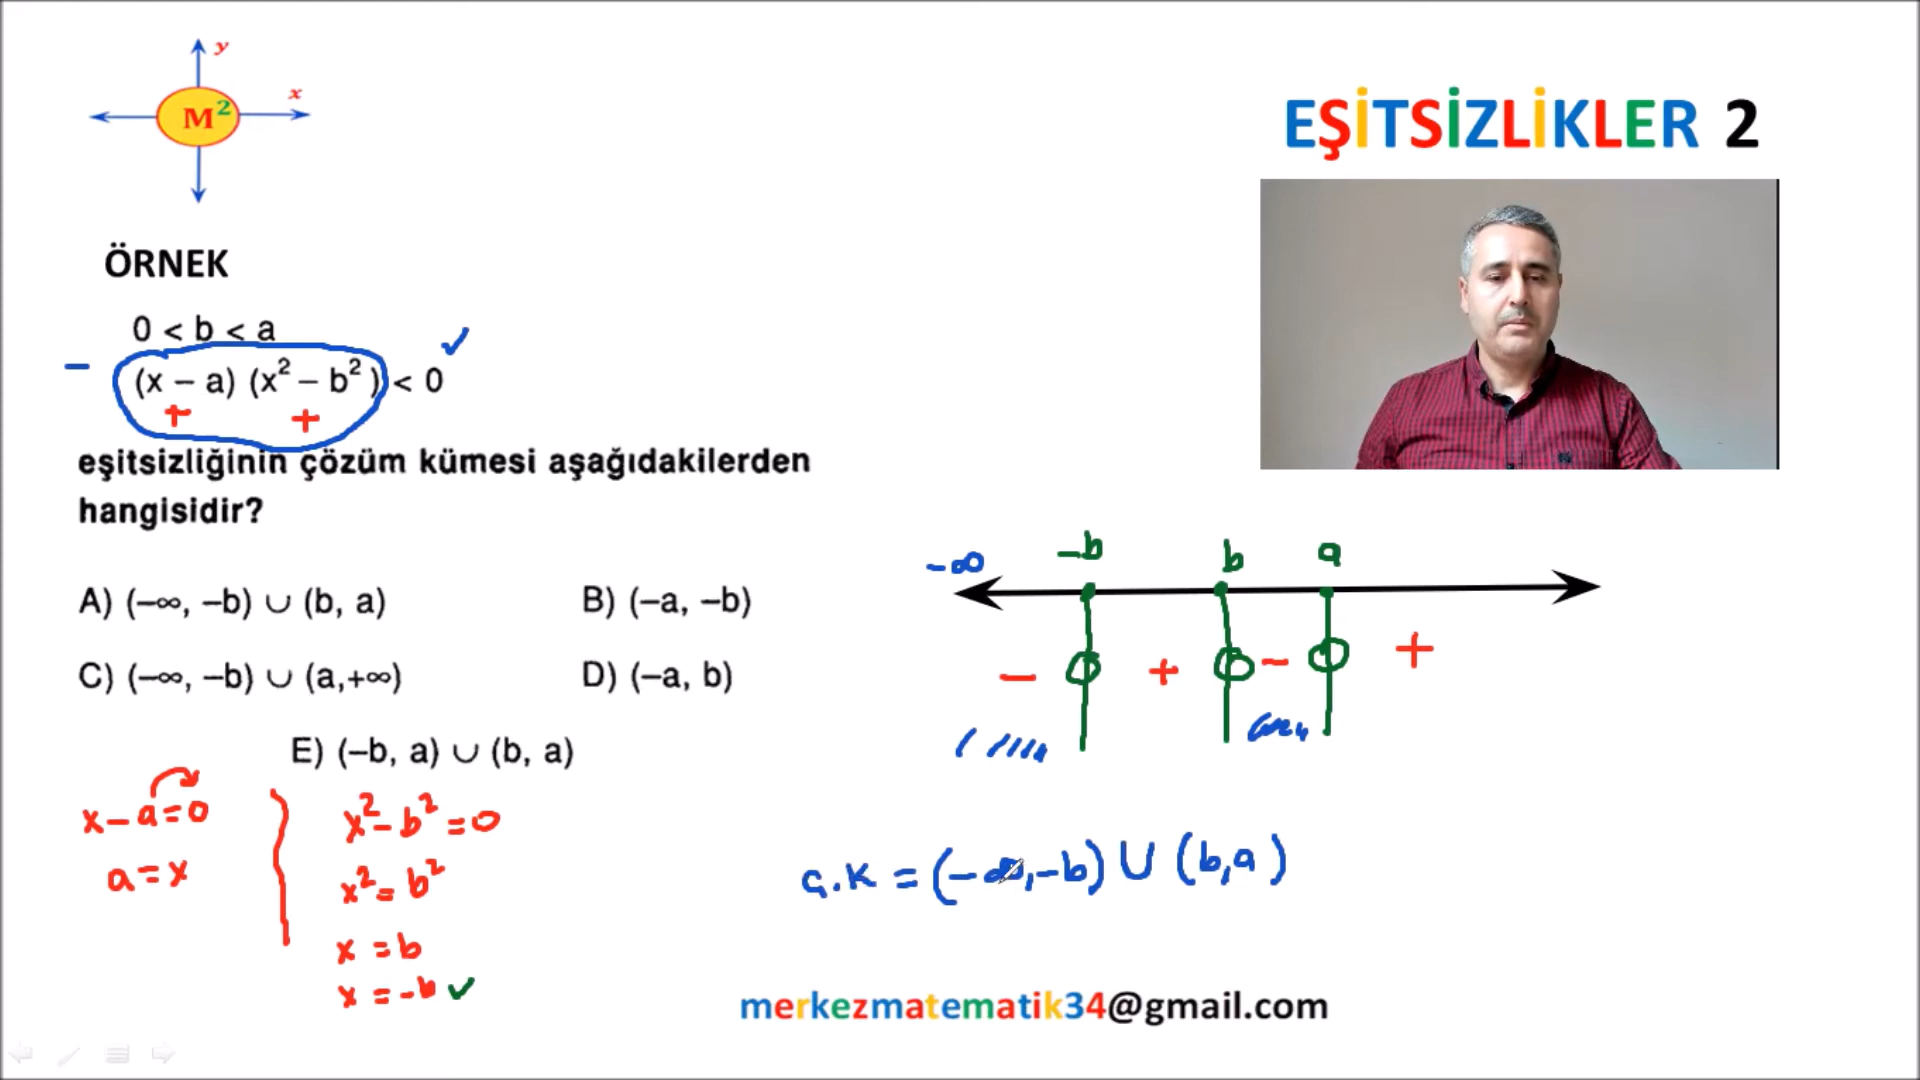 y
x
M²
EŞİTSİZLİKLER 2
ÖRNEK
0 < b < a
− (x – a) (x² – b²) < 0 ✓
+ +
eşitsizliğinin çözüm kümesi aşağıdakilerden
hangisidir?
A) (–∞, –b) ∪ (b, a)
B) (–a, –b)
C) (–∞, –b) ∪ (a,+∞)
D) (–a, b)
E) (–b, a) ∪ (b, a)
x – a = 0
a = x
x² – b² = 0
x² = b²
x = b
x = –b ✓
–∞ –b b a
− + − +
Ç.K = (–∞, –b) ∪ (b, a)
merkezmatematik34@gmail.com